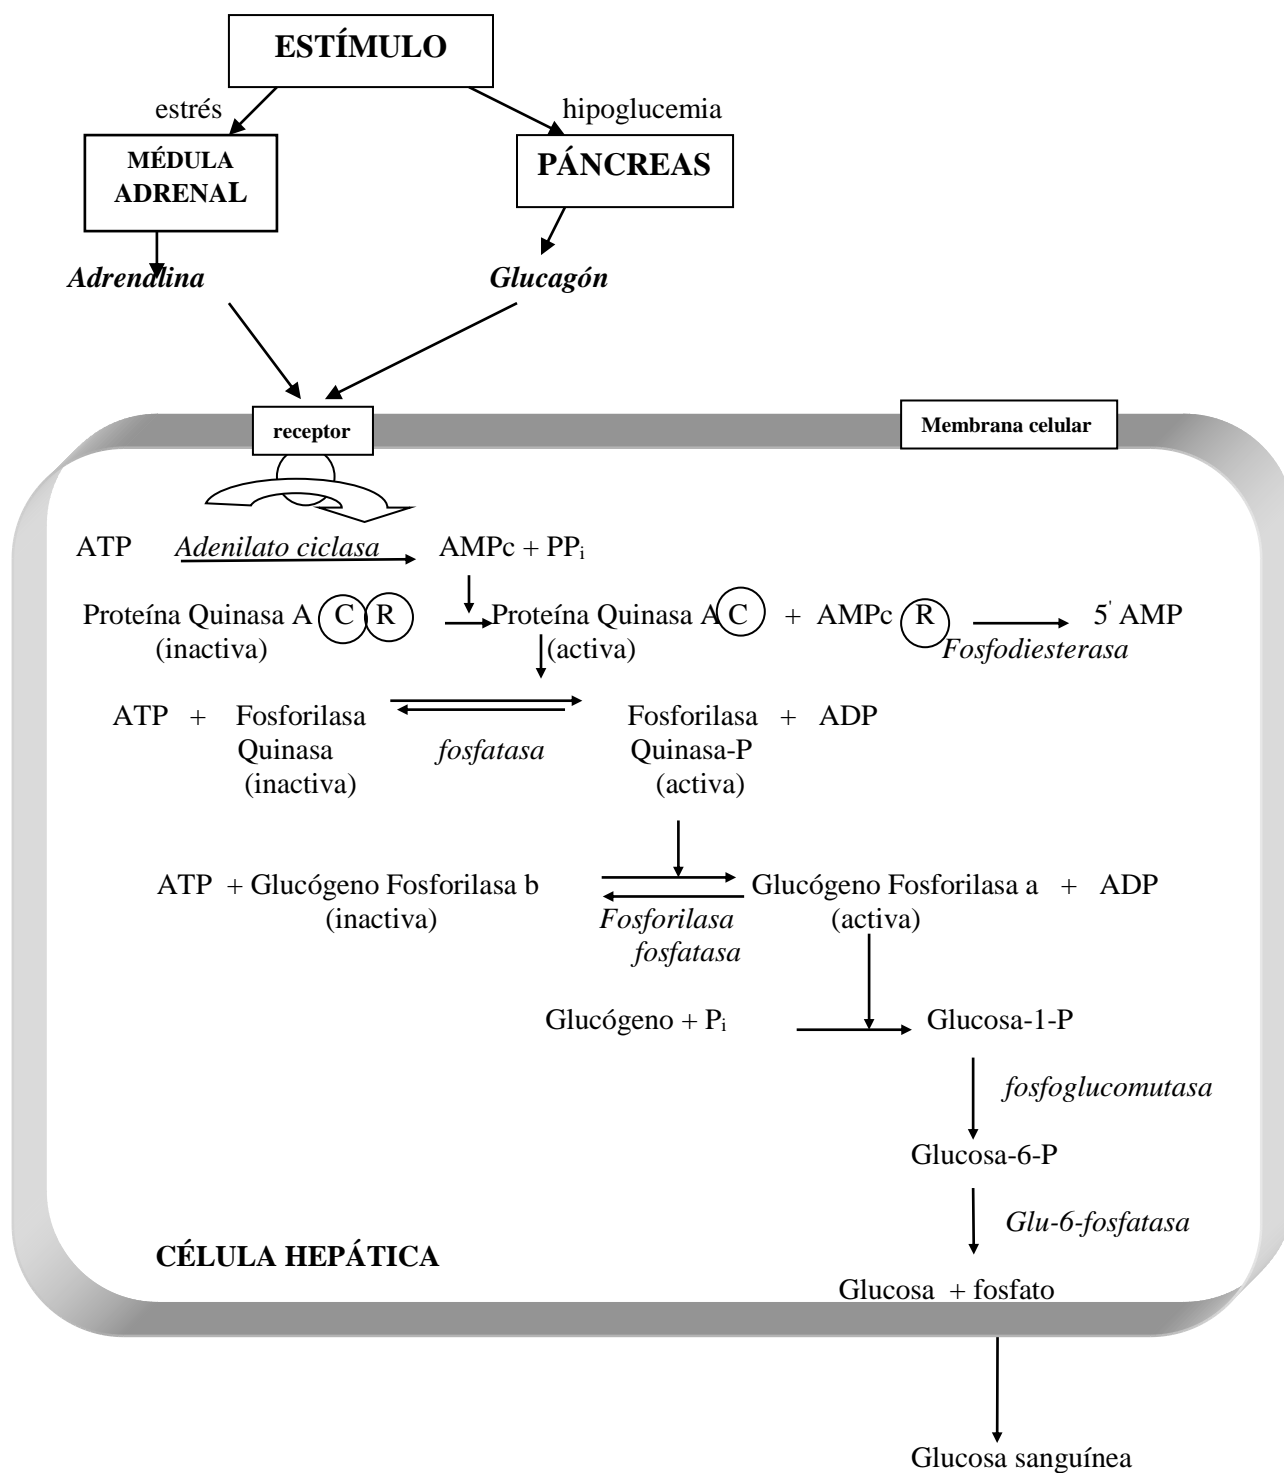 ESTÍMULO
estrés
hipoglucemia
MÉDULA
ADRENAL
PÁNCREAS
Adrenalina
Glucagón
receptor
Membrana celular
ATP Adenilato ciclasa AMPc + PPi
Proteína Quinasa A C R Proteína Quinasa A C + AMPc R 5' AMP
(inactiva) (activa) Fosfodiesterasa
ATP + Fosforilasa Fosforilasa + ADP
Quinasa fosfatasa Quinasa-P
(inactiva) (activa)
ATP + Glucógeno Fosforilasa b Glucógeno Fosforilasa a + ADP
(inactiva) Fosforilasa (activa)
fosfatasa
Glucógeno + Pi Glucosa-1-P
fosfoglucomutasa
Glucosa-6-P
Glu-6-fosfatasa
CÉLULA HEPÁTICA
Glucosa + fosfato
Glucosa sanguínea